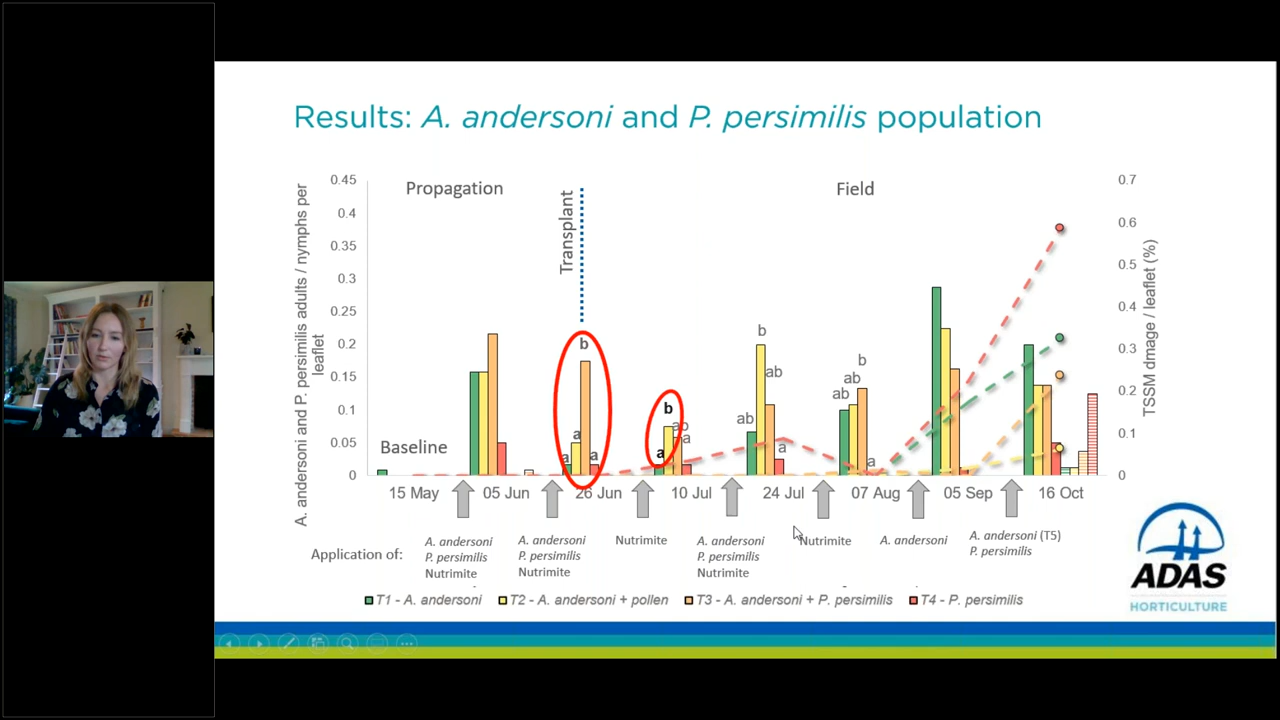 Results: A. andersoni and P. persimilis population
A. andersoni and P. persimilis adults / nymphs per
leaflet
0.45
0.4
0.35
0.3
0.25
0.2
0.15
0.1
0.05
0
Propagation
Transplant
Field
Baseline
b
a
a
a
b
a
ab
a
b
ab
ab
a
b
ab
ab
a
0.7
0.6
0.5
0.4
0.3
0.2
0.1
0
TSSM dmage / leaflet (%)
15 May
05 Jun
26 Jun
10 Jul
24 Jul
07 Aug
05 Sep
16 Oct
Application of:
A. andersoni
P. persimilis
Nutrimite
A. andersoni
P. persimilis
Nutrimite
Nutrimite
A. andersoni
P. persimilis
Nutrimite
Nutrimite
A. andersoni
A. andersoni (T5)
P. persimilis
T1 - A. andersoni
T2 - A. andersoni + pollen
T3 - A. andersoni + P. persimilis
T4 - P. persimilis
ADAS
HORTICULTURE